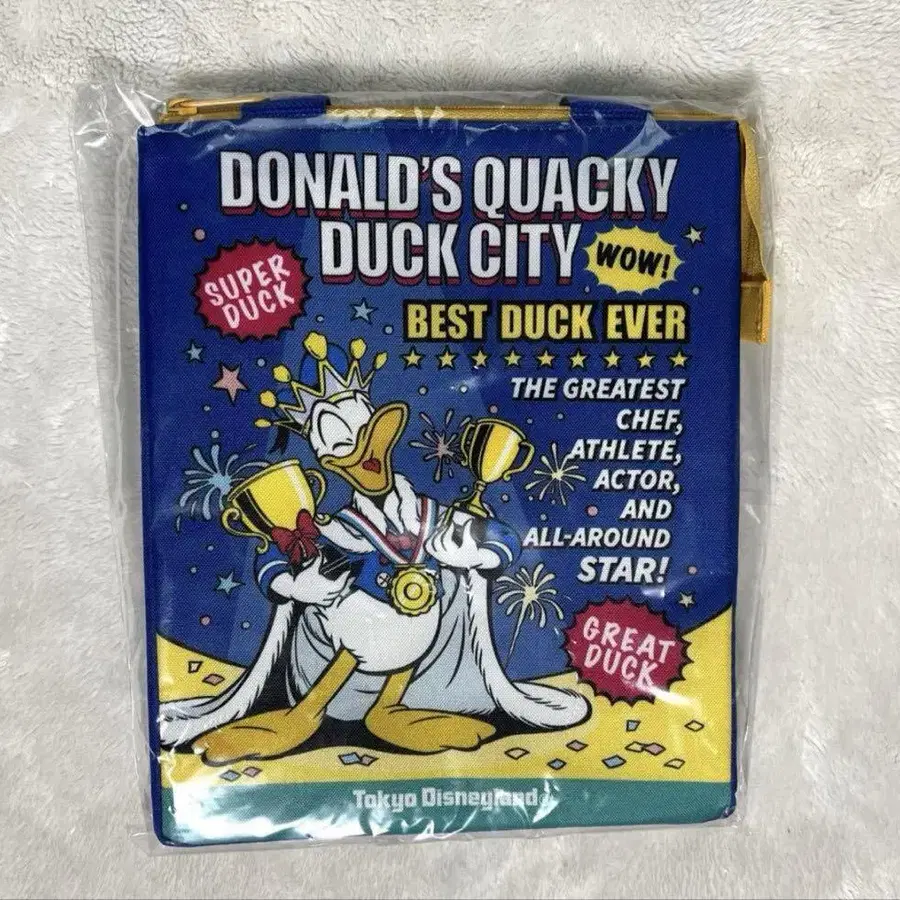 DONALD'S QUACKY
DUCK CITY
WOW!
SUPER
DUCK
BEST DUCK EVER
THE GREATEST
CHEF,
ATHLETE,
ACTOR,
AND
ALL-AROUND
STAR!
GREAT
DUCK
Tokyo Disneyland®